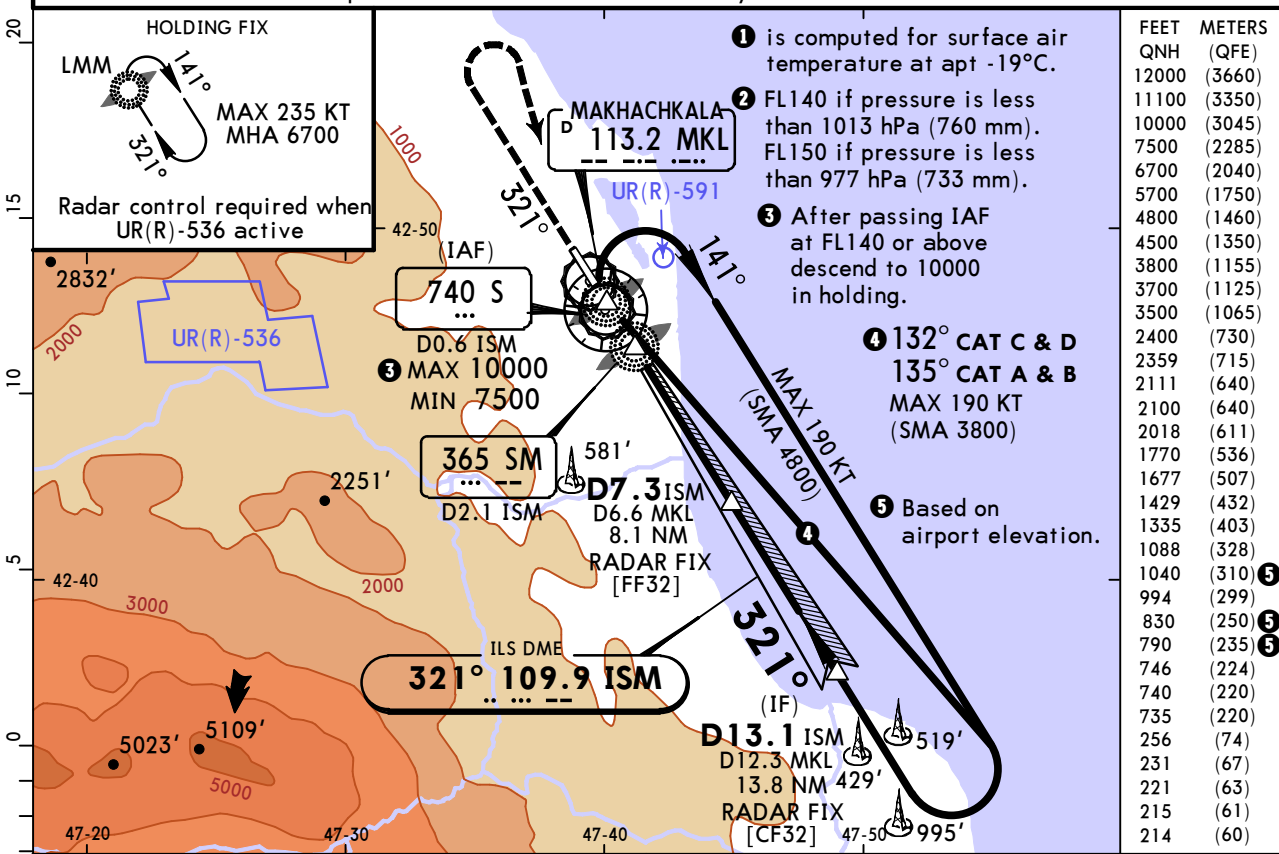 HOLDING FIX
LMM
141°
321°
MAX 235 KT
MHA 6700
Radar control required when
UR(R)-536 active
20
15
10
5
0
1 is computed for surface air
temperature at apt -19°C.
2 FL140 if pressure is less
than 1013 hPa (760 mm).
FL150 if pressure is less
than 977 hPa (733 mm).
3 After passing IAF
at FL140 or above
descend to 10000
in holding.
4 132° CAT C & D
135° CAT A & B
MAX 190 KT
(SMA 3800)
5 Based on
airport elevation.
MAKHACHKALA
D 113.2 MKL
UR(R)-591
321°
141°
1000
42-50
2832'
2000
UR(R)-536
(IAF)
740 S
D0.6 ISM
3 MAX 10000
MIN 7500
MAX 190 KT
(SMA 4800)
4
365 SM
D2.1 ISM
581'
2251'
D7.3 ISM
D6.6 MKL
8.1 NM
RADAR FIX
[FF32]
42-40
2000
3000
321°
ILS DME
321° 109.9 ISM
(IF)
D13.1 ISM
D12.3 MKL
13.8 NM
RADAR FIX
[CF32]
519'
429'
995'
5109'
5023'
5000
47-20
47-30
47-40
47-50
FEET METERS
QNH (QFE)
12000 (3660)
11100 (3350)
10000 (3045)
7500 (2285)
6700 (2040)
5700 (1750)
4800 (1460)
4500 (1350)
3800 (1155)
3700 (1125)
3500 (1065)
2400 (730)
2359 (715)
2111 (640)
2100 (640)
2018 (611)
1770 (536)
1677 (507)
1429 (432)
1335 (403)
1088 (328)
1040 (310) 5
994 (299)
830 (250) 5
790 (235) 5
746 (224)
740 (220)
735 (220)
256 (74)
231 (67)
221 (63)
215 (61)
214 (60)